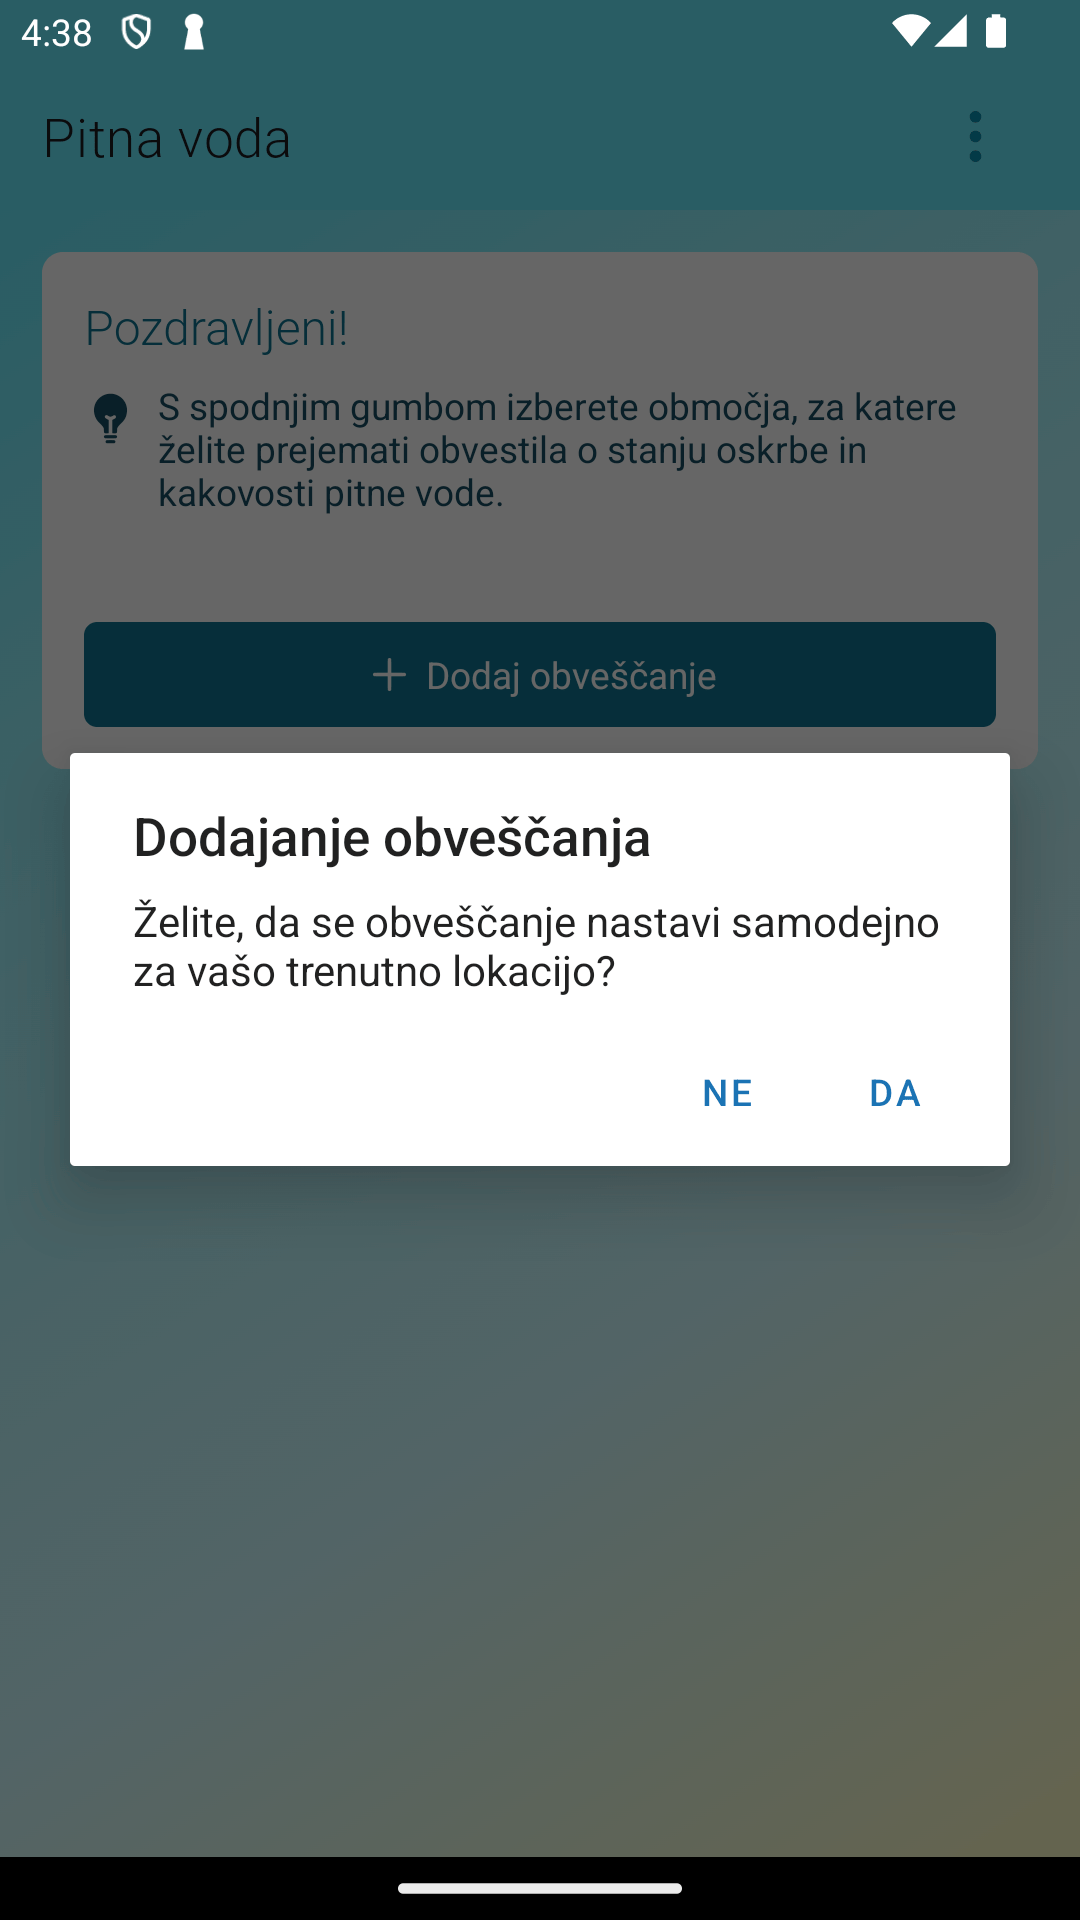 4:38
Pitna voda
Pozdravljeni!
S spodnjim gumbom izberete območja, za katere
želite prejemati obvestila o stanju oskrbe in
kakovosti pitne vode.
Dodaj obveščanje
Dodajanje obveščanja
Želite, da se obveščanje nastavi samodejno
za vašo trenutno lokacijo?
NE DA